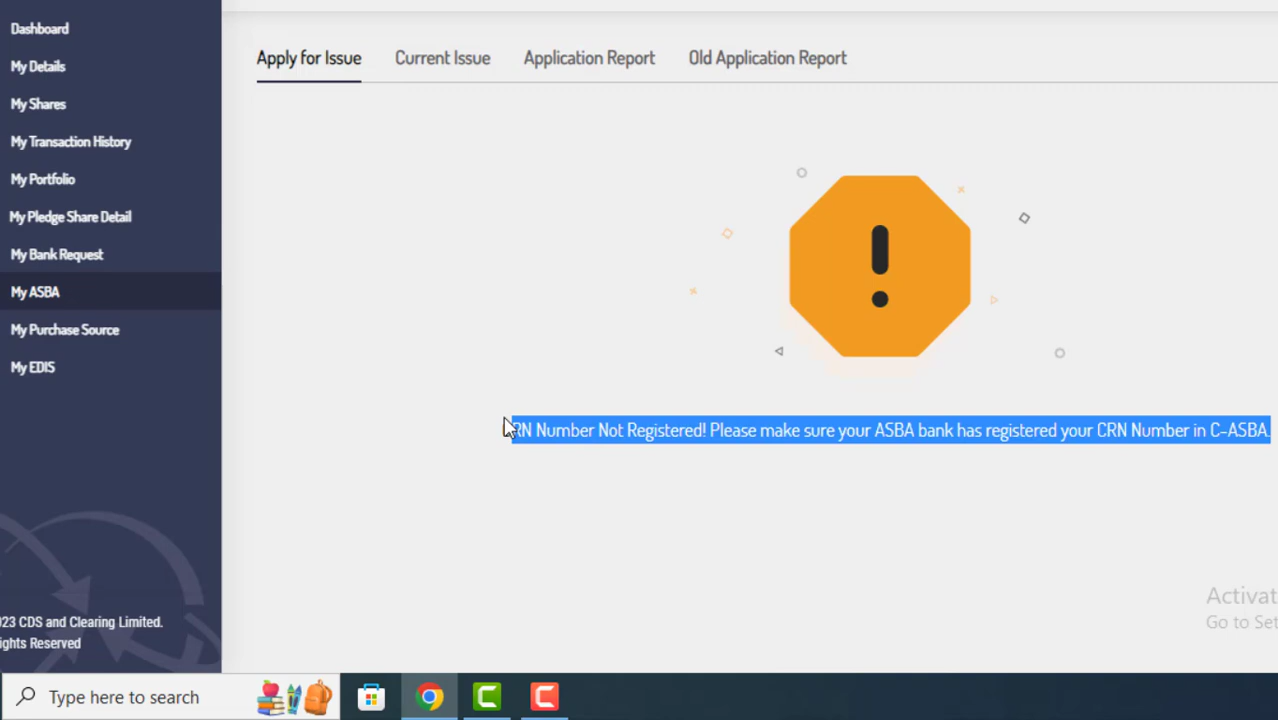 Dashboard
My Details
My Shares
My Transaction History
My Portfolio
My Pledge Share Detail
My Bank Request
My ASBA
My Purchase Source
My EDIS
23 CDS and Clearing Limited.
ights Reserved
Apply for Issue Current Issue Application Report Old Application Report
RN Number Not Registered! Please make sure your ASBA bank has registered your CRN Number in C-ASBA.
Activat
Go to Set
Type here to search